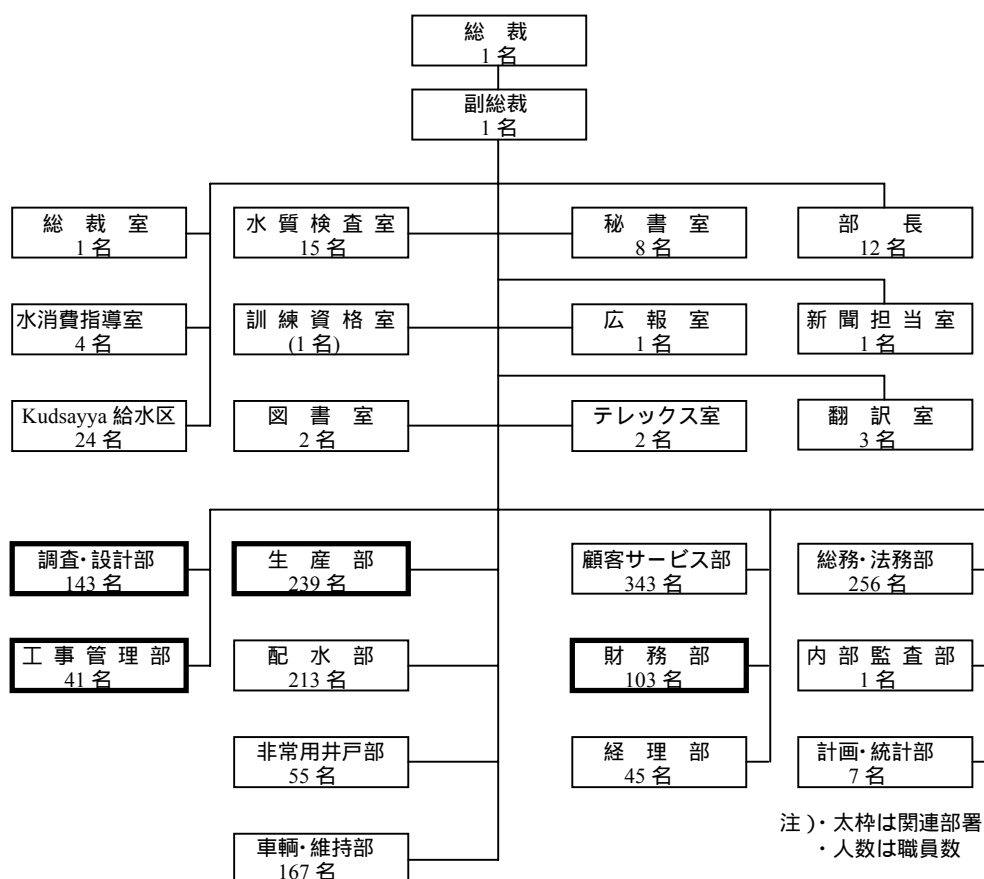 総 裁
1 名
副総裁
1 名
総 裁 室
1 名
水 質 検 査 室
15 名
秘 書 室
8 名
部 長
12 名
水消費指導室
4 名
訓 練 資 格 室
(1 名)
広 報 室
1 名
新 聞 担 当 室
1 名
Kudsayya 給水区
24 名
図 書 室
2 名
テレックス室
2 名
翻 訳 室
3 名
調査・設計部
143 名
生 産 部
239 名
顧客サービス部
343 名
総務・法務部
256 名
工 事 管 理 部
41 名
配 水 部
213 名
財 務 部
103 名
内 部 監 査 部
1 名
非常用井戸部
55 名
経 理 部
45 名
計画・統計部
7 名
車輌・維持部
167 名
注)・太枠は関連部署
・人数は職員数